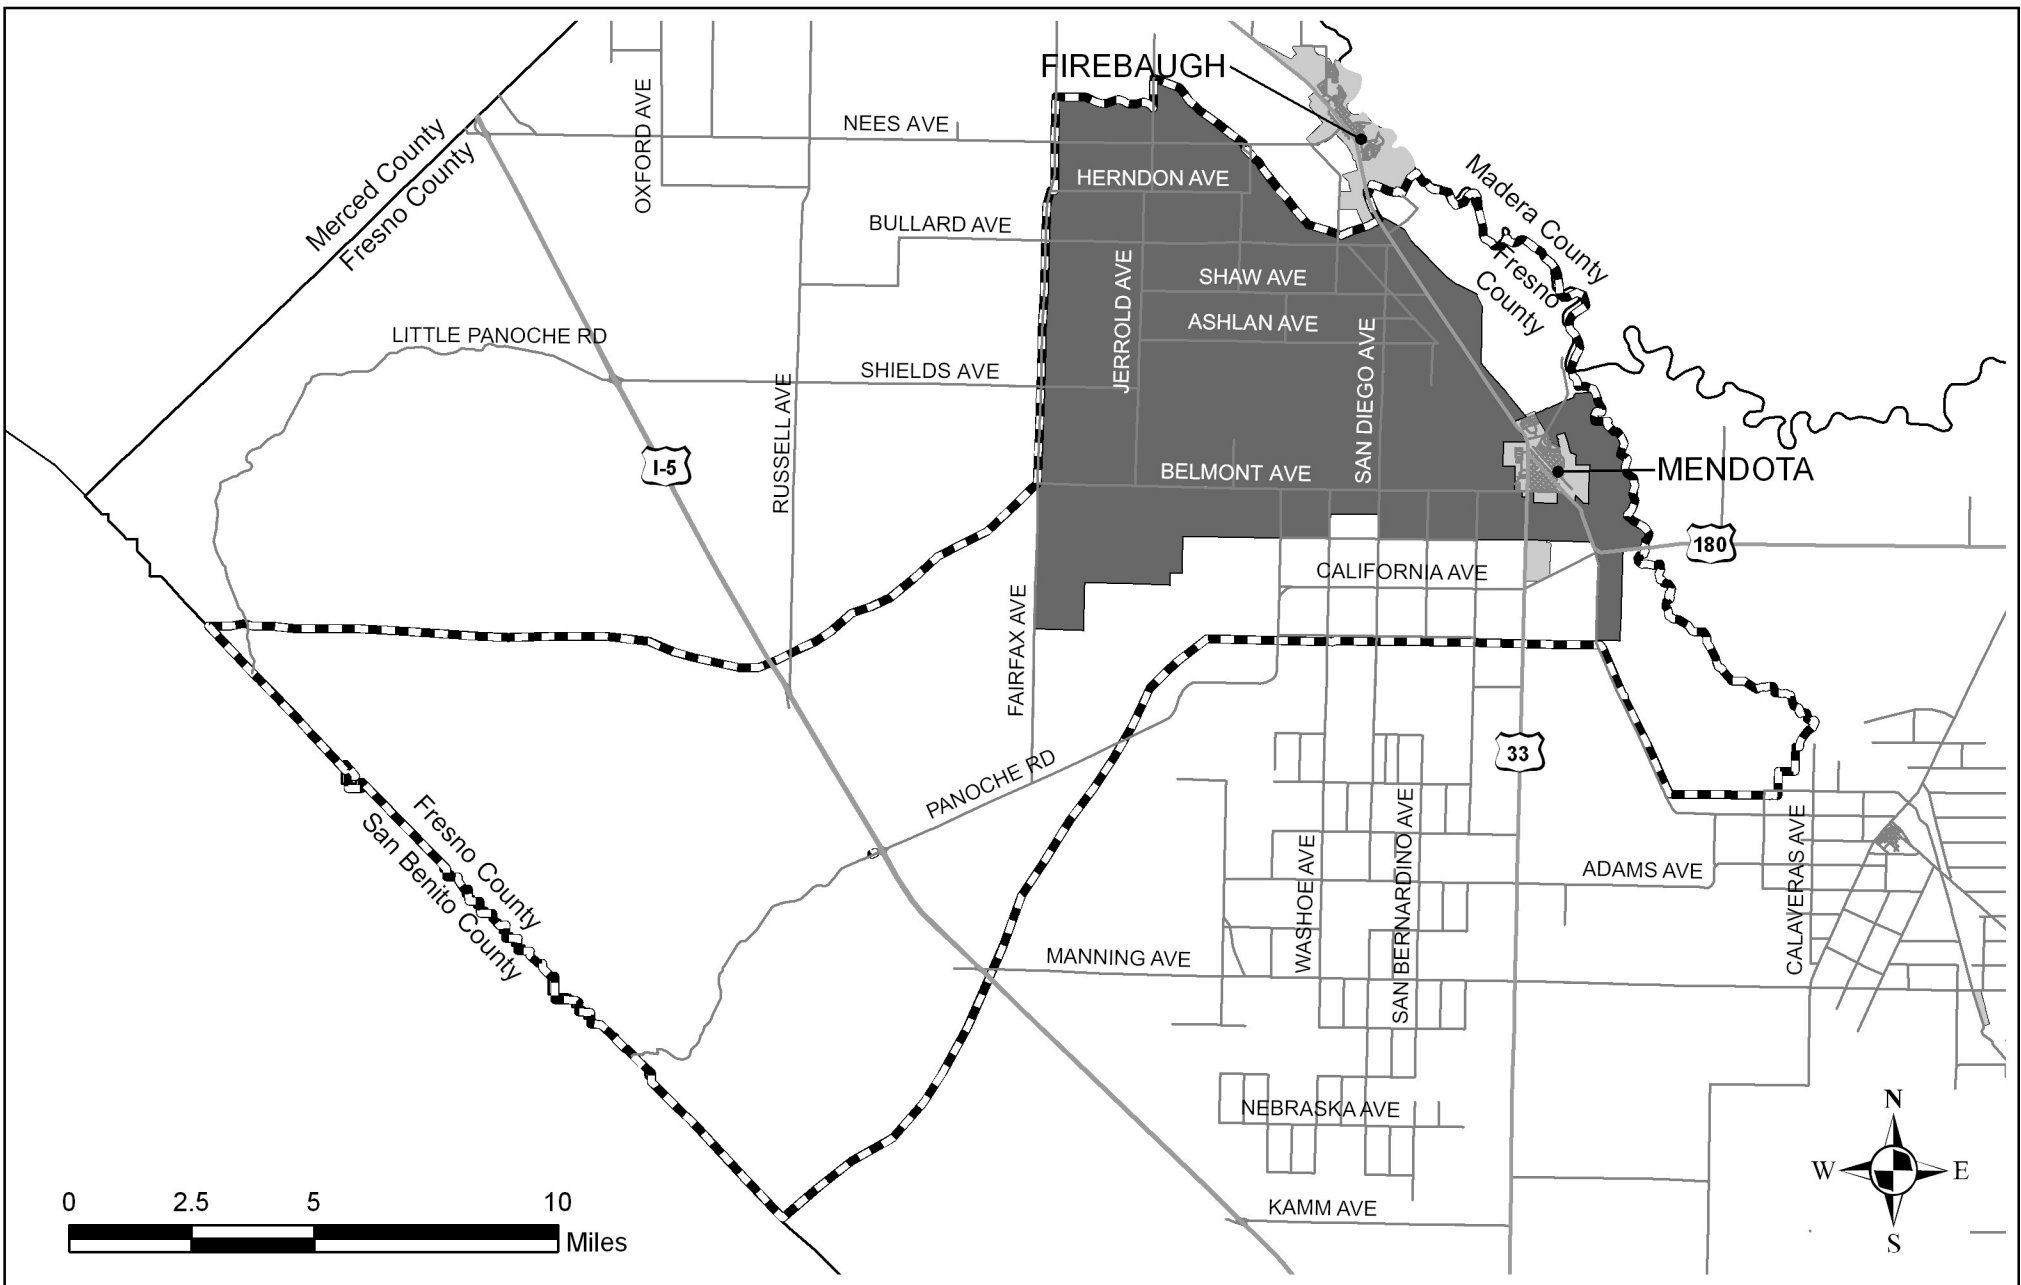 FIREBAUGH
OXFORD AVE
NEES AVE
Merced County
Fresno County
HERNDON AVE
Madera County
Fresno
County
BULLARD AVE
SHAW AVE
JERROLD AVE
ASHLAN AVE
LITTLE PANOCHE RD
SHIELDS AVE
SAN DIEGO AVE
RUSSELL AVE
I-5
BELMONT AVE
MENDOTA
180
CALIFORNIA AVE
FAIRFAX AVE
33
PANOCHE RD
Fresno County
San Benito County
SAN BERNARDINO AVE
WASHOE AVE
ADAMS AVE
CALAVERAS AVE
MANNING AVE
NEBRASKA AVE
KAMM AVE
N
W
E
S
0 2.5 5 10
Miles